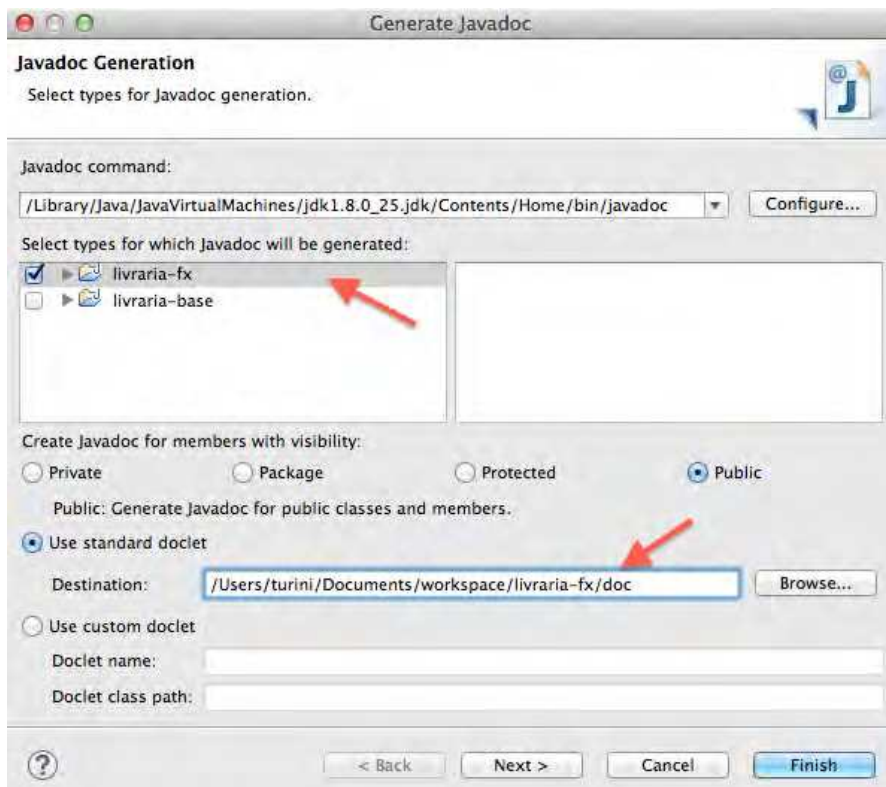 Generate Javadoc
Javadoc Generation
Select types for Javadoc generation.
@
J
Javadoc command:
/Library/Java/JavaVirtualMachines/jdk1.8.0_25.jdk/Contents/Home/bin/javadoc
Configure...
Select types for which Javadoc will be generated:
livraria-fx
livraria-base
Create Javadoc for members with visibility:
Private Package Protected Public
Public: Generate Javadoc for public classes and members.
Use standard doclet
Destination: /Users/turini/Documents/workspace/livraria-fx/doc Browse...
Use custom doclet
Doclet name:
Doclet class path:
? < Back Next > Cancel Finish